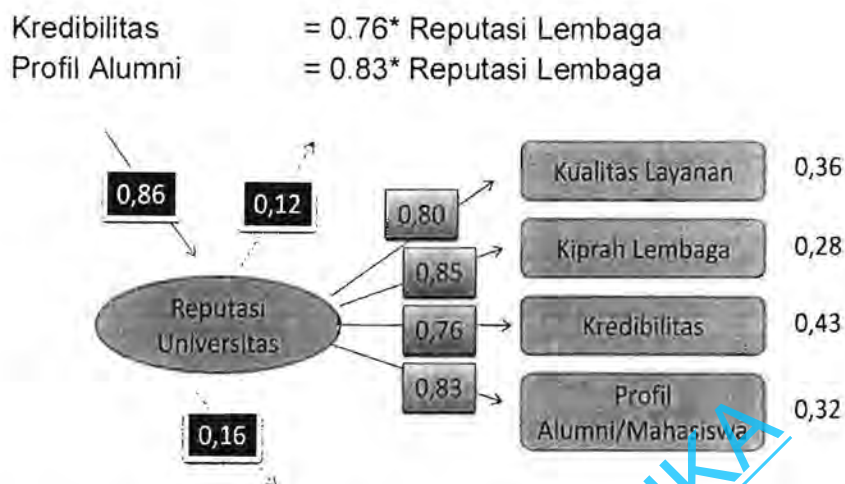 Kredibilitas = 0.76* Reputasi Lembaga
Profil Alumni = 0.83* Reputasi Lembaga
0,86
0,12
0,80
Kualitas Layanan 0,36
0,85
Kiprah Lembaga 0,28
Reputasi
Universitas
0,76
Kredibilitas 0,43
0,83
Profil
Alumni/Mahasiswa
0,32
0,16